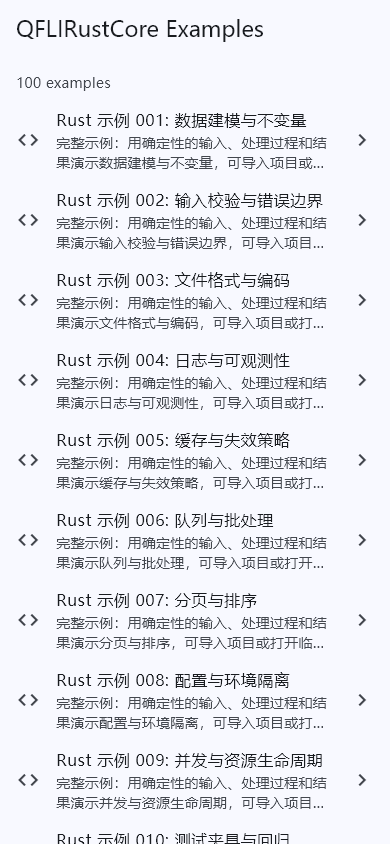 QFLIRustCore Examples
100 examples
Rust 示例 001: 数据建模与不变量
完整示例：用确定性的输入、处理过程和结
果演示数据建模与不变量，可导入项目或...
Rust 示例 002: 输入校验与错误边界
完整示例：用确定性的输入、处理过程和结
果演示输入校验与错误边界，可导入项目...
Rust 示例 003: 文件格式与编码
完整示例：用确定性的输入、处理过程和结
果演示文件格式与编码，可导入项目或打...
Rust 示例 004: 日志与可观测性
完整示例：用确定性的输入、处理过程和结
果演示日志与可观测性，可导入项目或打...
Rust 示例 005: 缓存与失效策略
完整示例：用确定性的输入、处理过程和结
果演示缓存与失效策略，可导入项目或打...
Rust 示例 006: 队列与批处理
完整示例：用确定性的输入、处理过程和结
果演示队列与批处理，可导入项目或打开...
Rust 示例 007: 分页与排序
完整示例：用确定性的输入、处理过程和结
果演示分页与排序，可导入项目或打开临...
Rust 示例 008: 配置与环境隔离
完整示例：用确定性的输入、处理过程和结
果演示配置与环境隔离，可导入项目或打...
Rust 示例 009: 并发与资源生命周期
完整示例：用确定性的输入、处理过程和结
果演示并发与资源生命周期，可导入项目...
Rust 示例 010: 测试夹具与回归